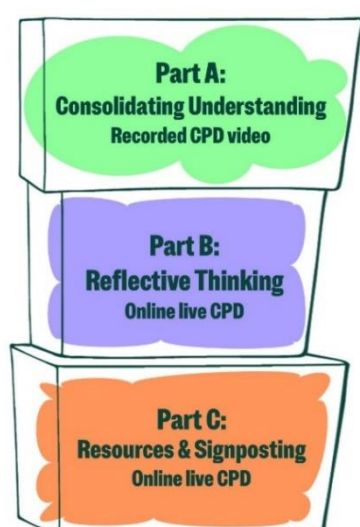 Part A:
Consolidating Understanding
Recorded CPD video
Part B:
Reflective Thinking
Online live CPD
Part C:
Resources & Signposting
Online live CPD